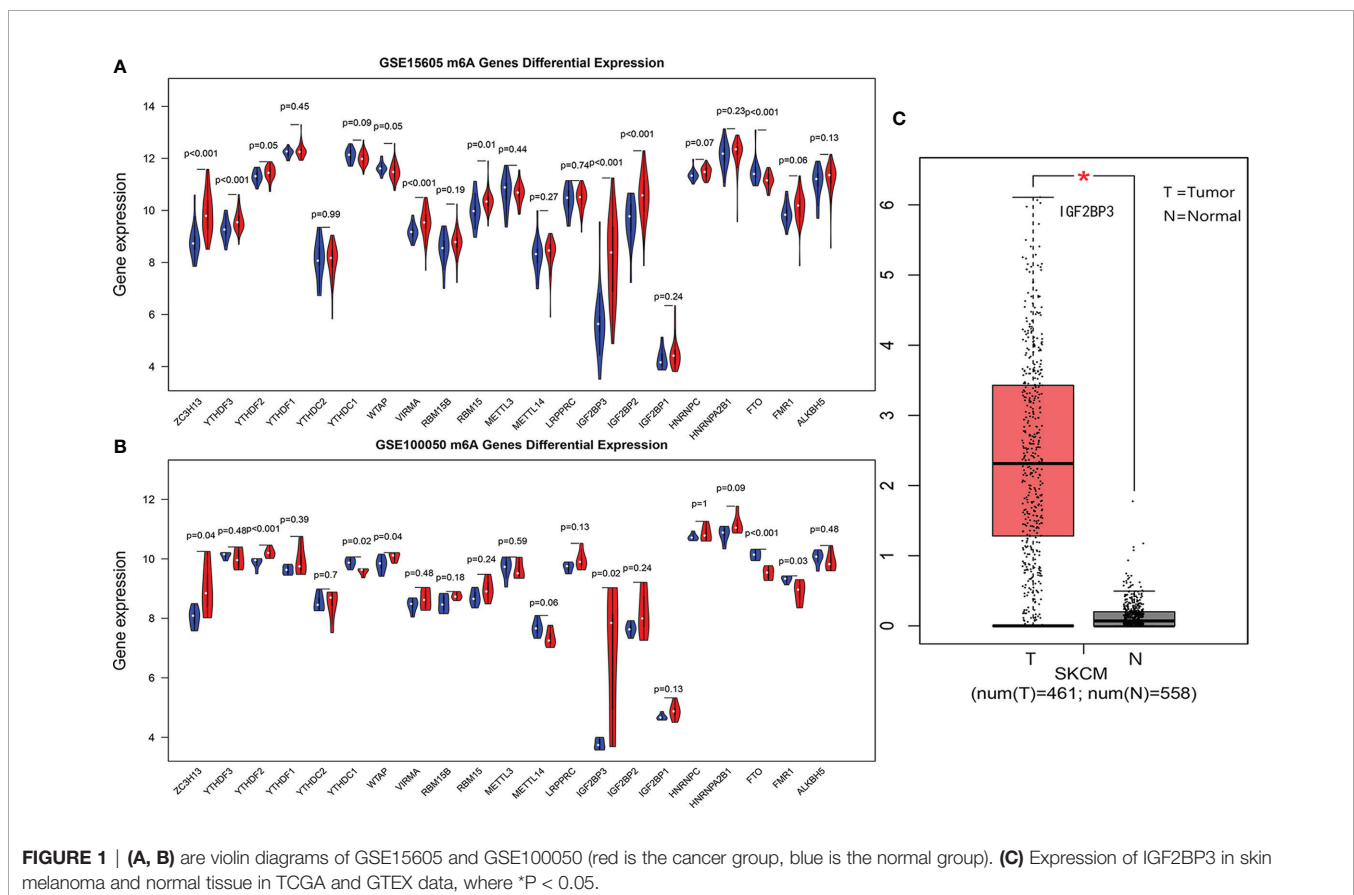 A
GSE15605 m6A Genes Differential Expression
Gene expression
14
12
10
8
6
4
p<0.001
p<0.001
p=0.05
p=0.45
p=0.99
p=0.09
p=0.05
p<0.001
p=0.19
p=0.01
p=0.44
p=0.27
p=0.74
p<0.001
p<0.001
p=0.24
p=0.07
p=0.23
p<0.001
p=0.06
p=0.13
ZC3H13
YTHDF3
YTHDF2
YTHDF1
YTHDC2
YTHDC1
WTAP
VIRMA
RBM15B
RBM15
METTL3
METTL14
LRPPRC
IGF2BP3
IGF2BP2
IGF2BP1
HNRNPC
HNRNPA2B1
FTO
FMR1
ALKBH5
B
GSE100050 m6A Genes Differential Expression
Gene expression
12
10
8
6
4
p=0.04
p=0.48
p<0.001
p=0.39
p=0.7
p=0.02
p=0.04
p=0.48
p=0.18
p=0.24
p=0.59
p=0.06
p=0.13
p=0.02
p=0.24
p=0.13
p=1
p=0.09
p<0.001
p=0.03
p=0.48
ZC3H13
YTHDF3
YTHDF2
YTHDF1
YTHDC2
YTHDC1
WTAP
VIRMA
RBM15B
RBM15
METTL3
METTL14
LRPPRC
IGF2BP3
IGF2BP2
IGF2BP1
HNRNPC
HNRNPA2B1
FTO
FMR1
ALKBH5
C
*
IGF2BP3
T =Tumor
N=Normal
6
5
4
3
2
1
0
T N
SKCM
(num(T)=461; num(N)=558)
FIGURE 1 | (A, B) are violin diagrams of GSE15605 and GSE100050 (red is the cancer group, blue is the normal group). (C) Expression of IGF2BP3 in skin
melanoma and normal tissue in TCGA and GTEX data, where *P < 0.05.